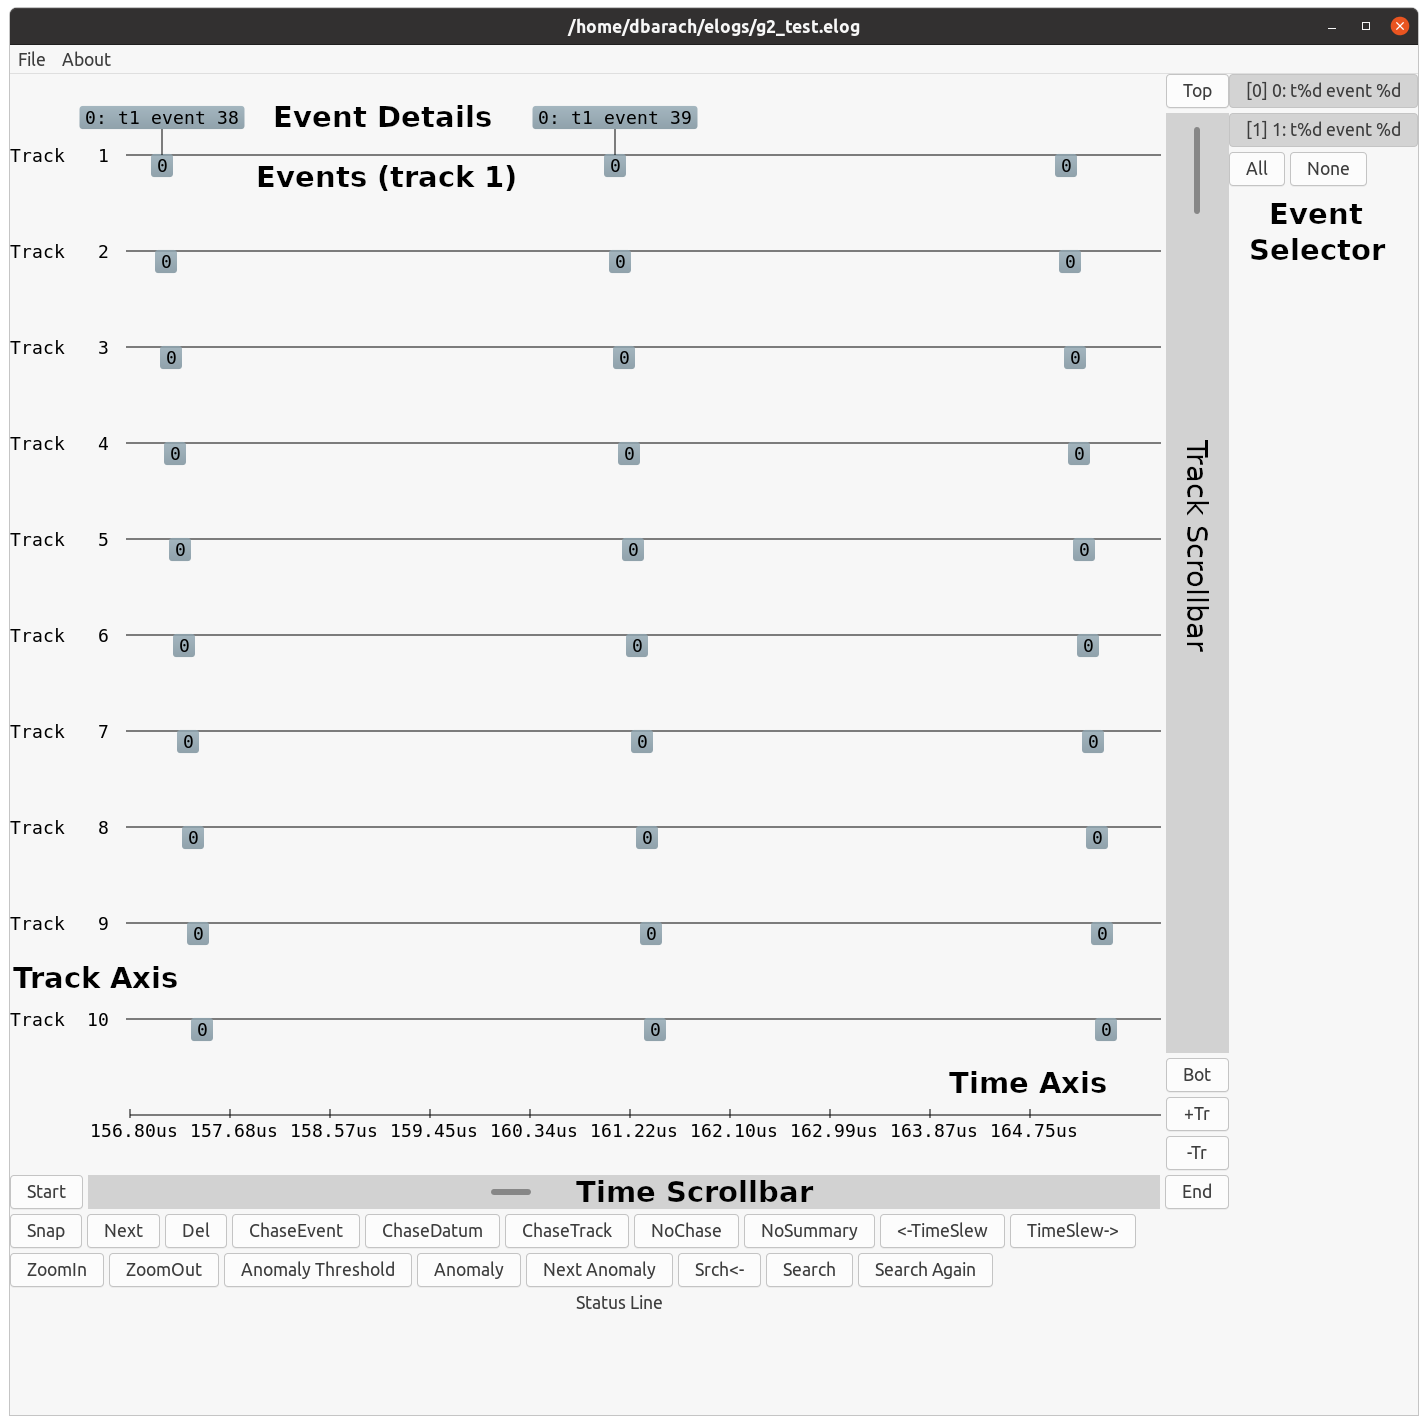 /home/dbarach/elogs/g2_test.elog
File About
Top [0] 0: t%d event %d
0: t1 event 38 Event Details 0: t1 event 39
[1] 1: t%d event %d
Track 1
0 0 0
All None
Events (track 1)
Event
Selector
Track 2
0 0 0
Track 3
0 0 0
Track 4
0 0 0
Track Scrollbar
Track 5
0 0 0
Track 6
0 0 0
Track 7
0 0 0
Track 8
0 0 0
Track 9
0 0 0
Track Axis
Track 10
0 0 0
Time Axis
Bot
+Tr
156.80us 157.68us 158.57us 159.45us 160.34us 161.22us 162.10us 162.99us 163.87us 164.75us
-Tr
Start Time Scrollbar End
Snap Next Del ChaseEvent ChaseDatum ChaseTrack NoChase NoSummary <-TimeSlew TimeSlew->
ZoomIn ZoomOut Anomaly Threshold Anomaly Next Anomaly Srch<- Search Search Again
Status Line